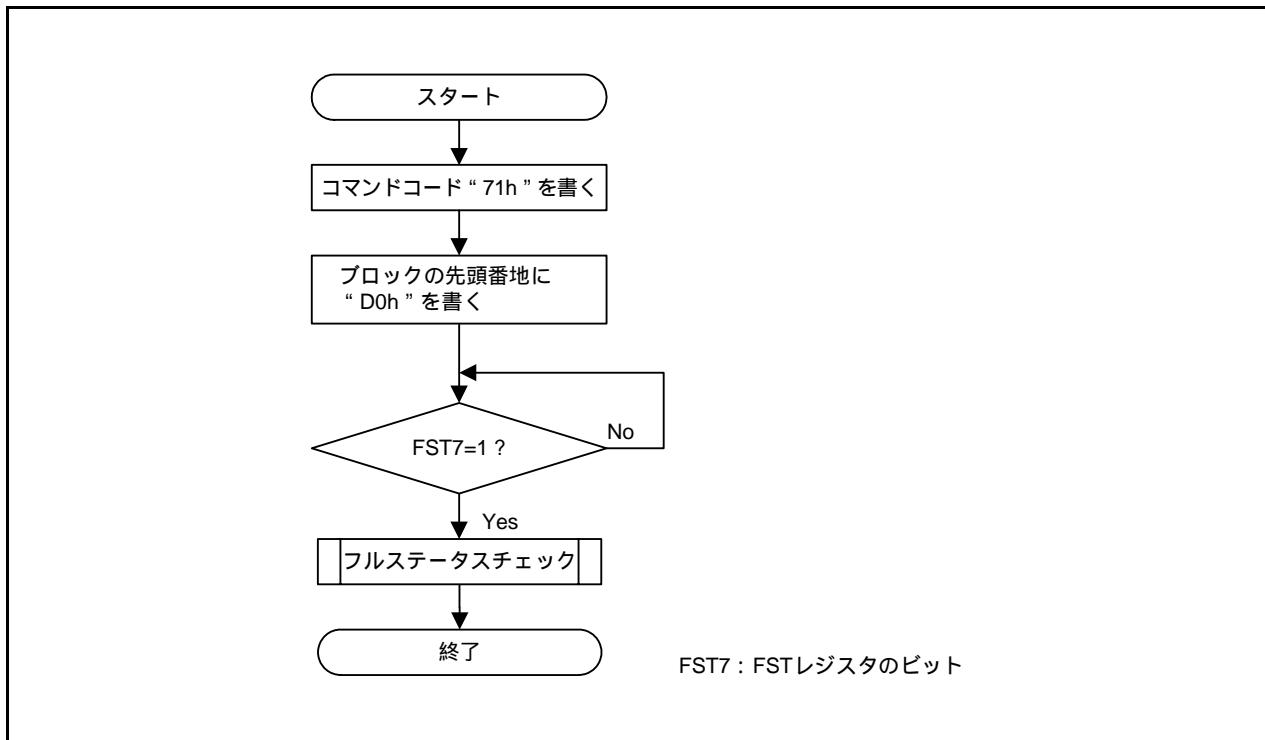 スタート
コマンドコード “ 71h ” を書く
ブロックの先頭番地に
“ D0h ” を書く
FST7=1 ?
No
Yes
フルステータスチェック
終了
FST7 : FSTレジスタのビット